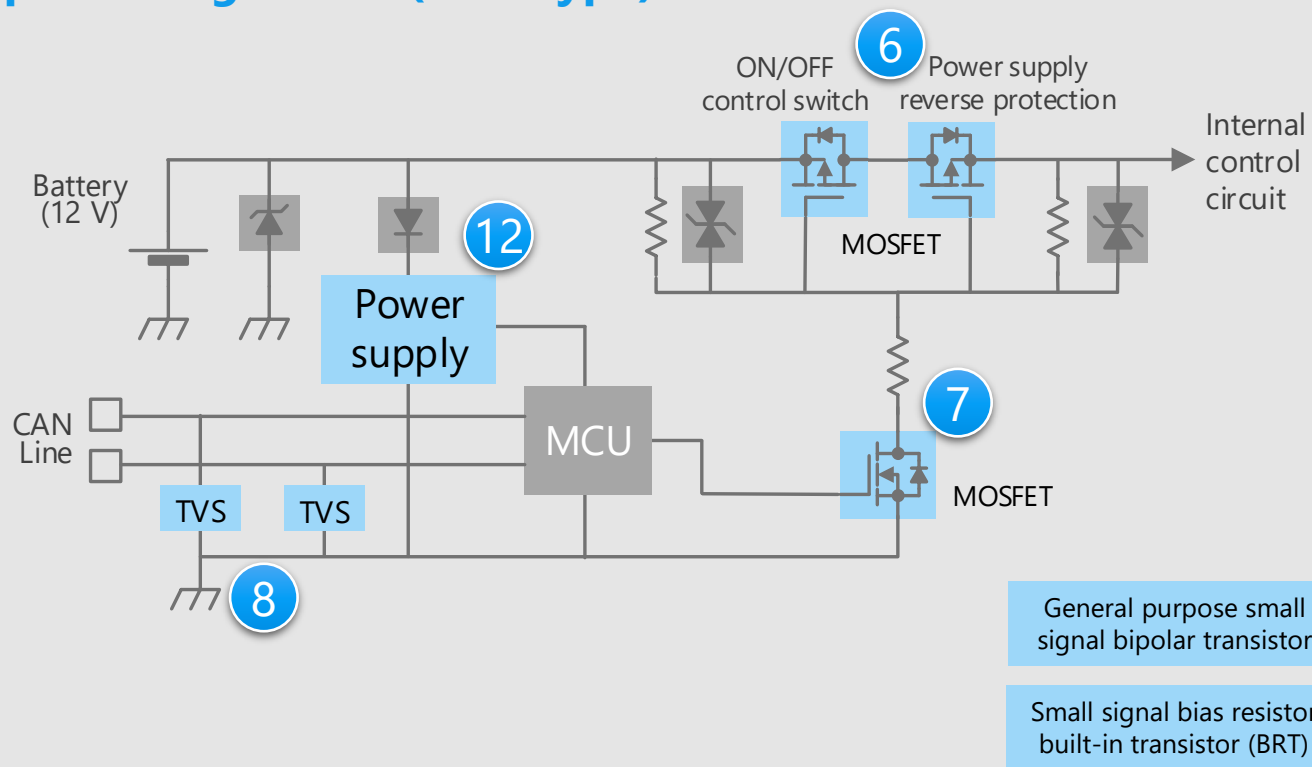 6
ON/OFF
control switch
Power supply
reverse protection
Internal
control
circuit
Battery
(12 V)
12
MOSFET
Power
supply
7
CAN
Line
MCU
MOSFET
TVS
TVS
8
General purpose small
signal bipolar transistor
Small signal bias resistor
built-in transistor (BRT)